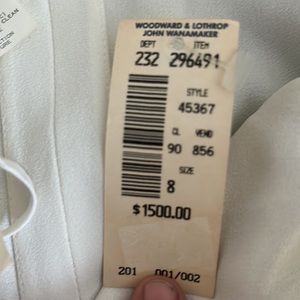 CLEAN
WOODWARD & LOTHROP
JOHN WANAMAKER
DEPT ITEM
232 296491
STYLE
45367
CL VEND
90 856
SIZE
8
$1500.00
201 001/002